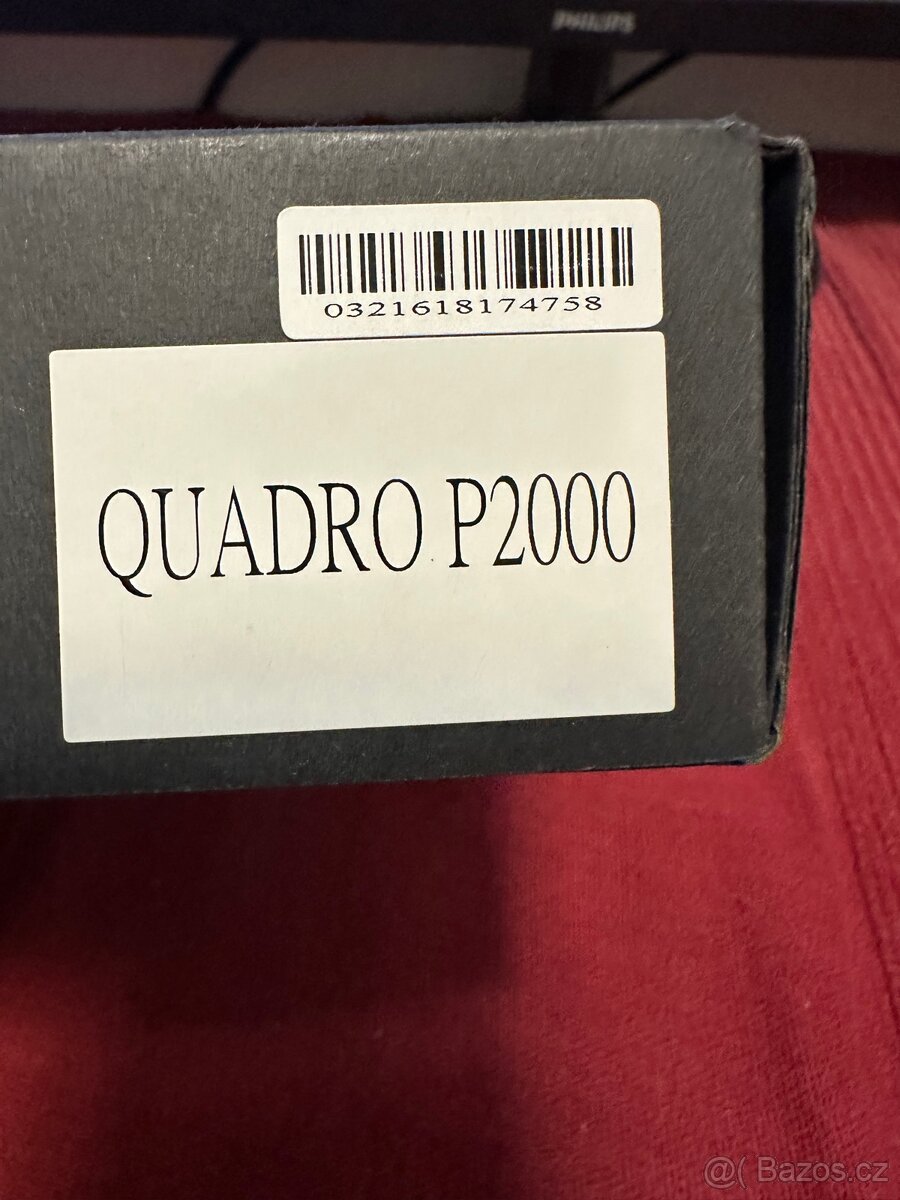 PHILIPS
0321618174758
QUADRO P2000
@( Bazos.cz